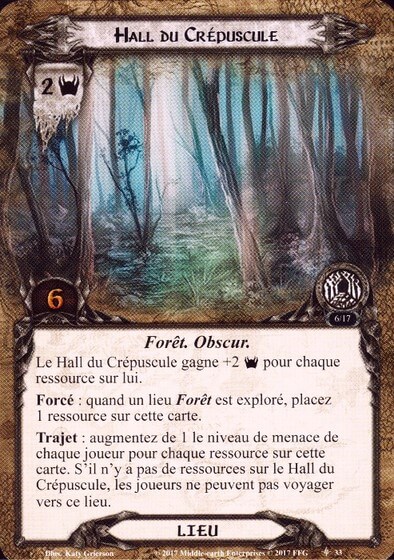 Hall du Crépuscule
2
6
6/17
Forêt. Obscur.
Le Hall du Crépuscule gagne +2 pour chaque
ressource sur lui.
Forcé : quand un lieu Forêt est exploré, placez
1 ressource sur cette carte.
Trajet : augmentez de 1 le niveau de menace de
chaque joueur pour chaque ressource sur cette
carte. S'il n'y a pas de ressources sur le Hall du
Crépuscule, les joueurs ne peuvent pas voyager
vers ce lieu.
LIEU
Illus. Katy Grierson © 2017 Middle-earth Enterprises © 2017 FFG 33